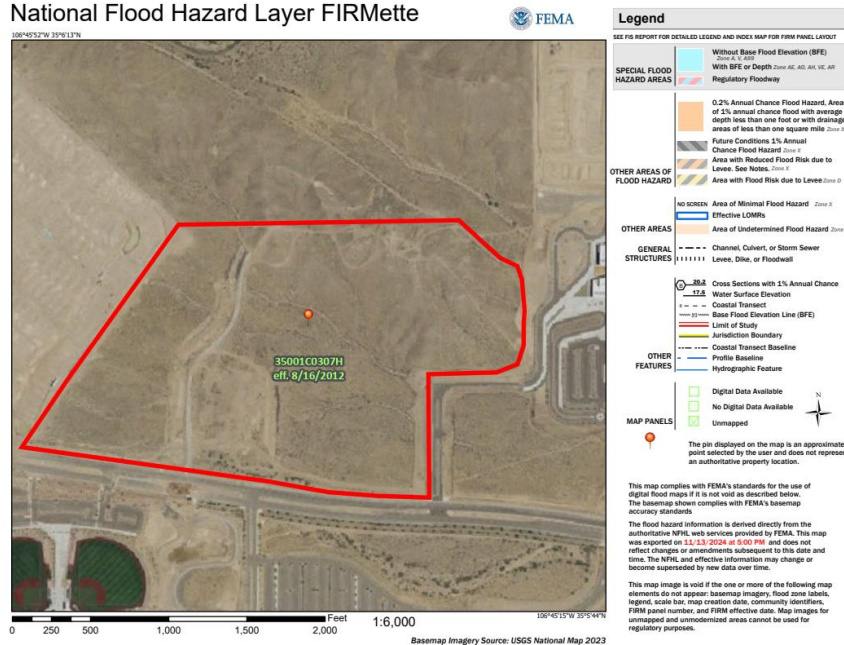 National Flood Hazard Layer FIRMette
FEMA
Legend
SEE FIS REPORT FOR DETAILED LEGEND AND INDEX MAP FOR FIRM PANEL LAYOUT
106°45'52"W 35°6'13"N
SPECIAL FLOOD
HAZARD AREAS
Without Base Flood Elevation (BFE)
Zone A, V, A99
With BFE or Depth Zone AE, AO, AH, VE, AR
Regulatory Floodway
0.2% Annual Chance Flood Hazard, Areas
of 1% annual chance flood with average
depth less than one foot or with drainage
areas of less than one square mile Zone X
Future Conditions 1% Annual
Chance Flood Hazard Zone X
Area with Reduced Flood Risk due to
Levee. See Notes. Zone X
Area with Flood Risk due to Levee Zone D
OTHER AREAS OF
FLOOD HAZARD
NO SCREEN Area of Minimal Flood Hazard Zone X
Effective LOMRs
Area of Undetermined Flood Hazard Zone
OTHER AREAS
GENERAL
STRUCTURES
Channel, Culvert, or Storm Sewer
Levee, Dike, or Floodwall
B 20.2 Cross Sections with 1% Annual Chance
17.5 Water Surface Elevation
Coastal Transect
Base Flood Elevation Line (BFE)
Limit of Study
Jurisdiction Boundary
Coastal Transect Baseline
Profile Baseline
Hydrographic Feature
OTHER
FEATURES
Digital Data Available
No Digital Data Available
Unmapped
MAP PANELS
N
The pin displayed on the map is an approximate
point selected by the user and does not represent
an authoritative property location.
This map complies with FEMA's standards for the use of
digital flood maps if it is not void as described below.
The basemap shown complies with FEMA's basemap
accuracy standards
The flood hazard information is derived directly from the
authoritative NFHL web services provided by FEMA. This map
was exported on 11/13/2024 at 5:00 PM and does not
reflect changes or amendments subsequent to this date and
time. The NFHL and effective information may change or
become superseded by new data over time.
This map image is void if the one or more of the following map
elements do not appear: basemap imagery, flood zone labels,
legend, scale bar, map creation date, community identifiers,
FIRM panel number, and FIRM effective date. Map images for
unmapped and unmodernized areas cannot be used for
regulatory purposes.
35001C0307H
eff. 8/16/2012
106°45'15"W 35°5'44"N
Feet
1:6,000
0 250 500 1,000 1,500 2,000
Basemap Imagery Source: USGS National Map 2023